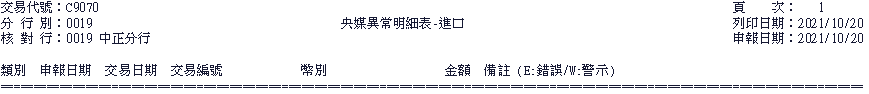 交易代號：C9070 頁 次： 1
分 行 別：0019 央媒異常明細表-進口 列印日期：2021/10/20
核 對 行：0019 中正分行 申報日期：2021/10/20
類別 申報日期 交易日期 交易編號 幣別 金額 備註 (E:錯誤/W:警示)